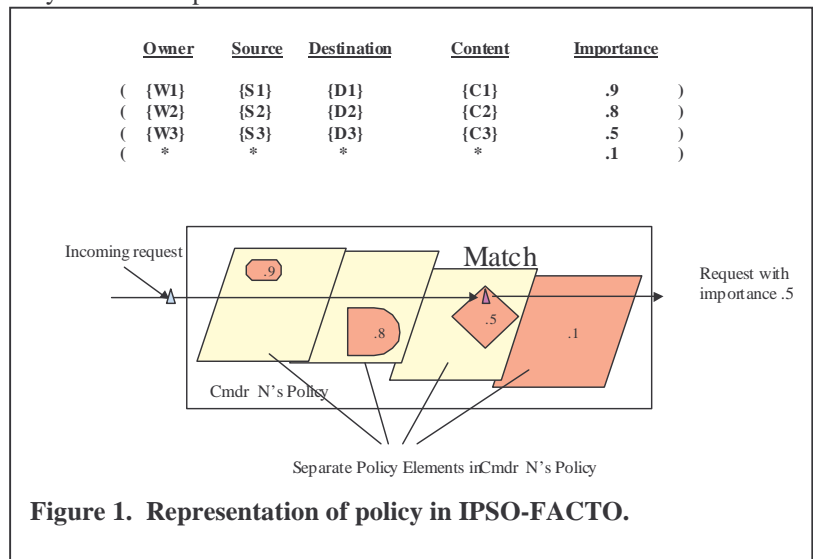 Owner Source Destination Content Importance
( {W1} {S1} {D1} {C1} .9 )
( {W2} {S2} {D2} {C2} .8 )
( {W3} {S3} {D3} {C3} .5 )
( * * * * .1 )
Incoming request
Match
.9
.8
.5
.1
Request with
importance .5
Cmdr N's Policy
Separate Policy Elements inCmdr N's Policy
Figure 1. Representation of policy in IPSO-FACTO.